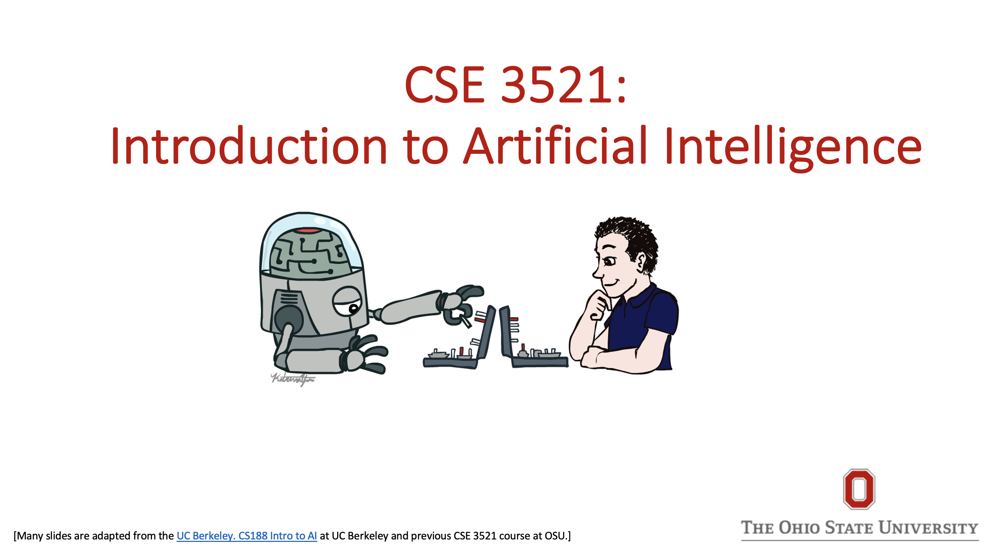 CSE 3521:
Introduction to Artificial Intelligence
[Many slides are adapted from the UC Berkeley. CS188 Intro to AI at UC Berkeley and previous CSE 3521 course at OSU.]
THE OHIO STATE UNIVERSITY